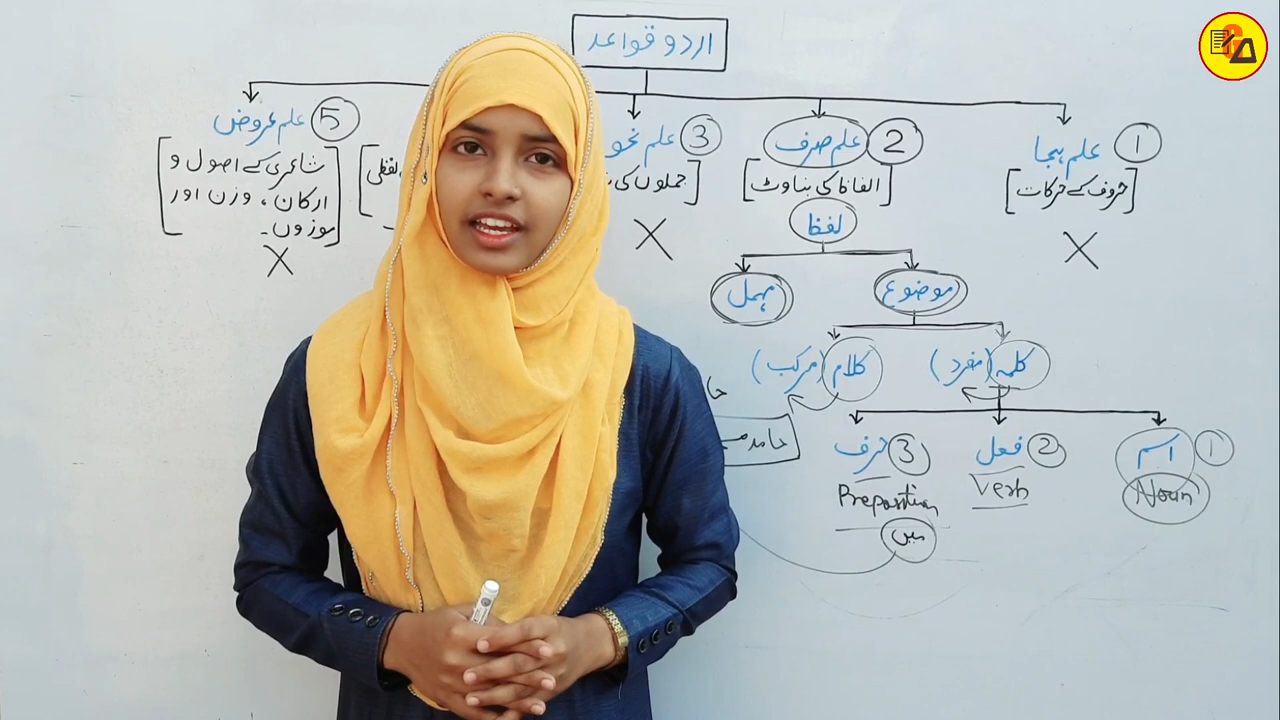 اردو قواعد
① علم ہجا
[حروف کے حرکات]
X
② علم صرف
[الفاظ کی بناوٹ]
لفظ
موضوع
مہمل
کلمہ (مفرد)
کلام (مرکب)
① اسم
Noun
② فعل
Verb
③ حرف
Preposition
میں
③ علم نحو
جملوں کی
X
لفظی
⑤ علم عروض
[شاعری کے اصول و
ارکان، وزن اور
موزوں۔]
X
حامد